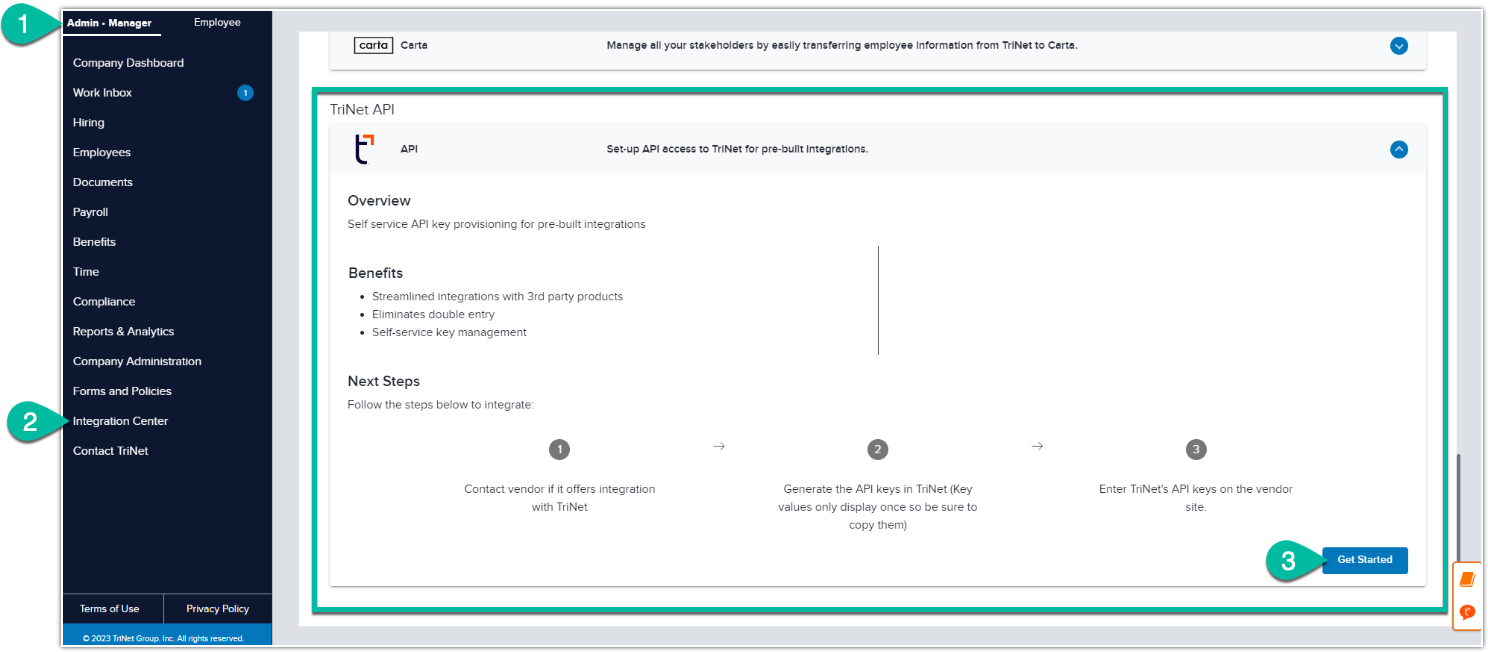 1
Admin - Manager
Employee
Company Dashboard
Work Inbox
1
Hiring
Employees
Documents
Payroll
Benefits
Time
Compliance
Reports & Analytics
Company Administration
Forms and Policies
2
Integration Center
Contact TriNet
Terms of Use
Privacy Policy
© 2023 TriNet Group, Inc. All rights reserved.
carta
Carta
Manage all your stakeholders by easily transferring employee information from TriNet to Carta.
TriNet API
API
Set-up API access to TriNet for pre-built integrations.
Overview
Self service API key provisioning for pre-built integrations
Benefits
• Streamlined integrations with 3rd party products
• Eliminates double entry
• Self-service key management
Next Steps
Follow the steps below to integrate:
1
→
2
→
3
Contact vendor if it offers integration
with TriNet
Generate the API keys in TriNet (Key
values only display once so be sure to
copy them)
Enter TriNet's API keys on the vendor
site.
3
Get Started